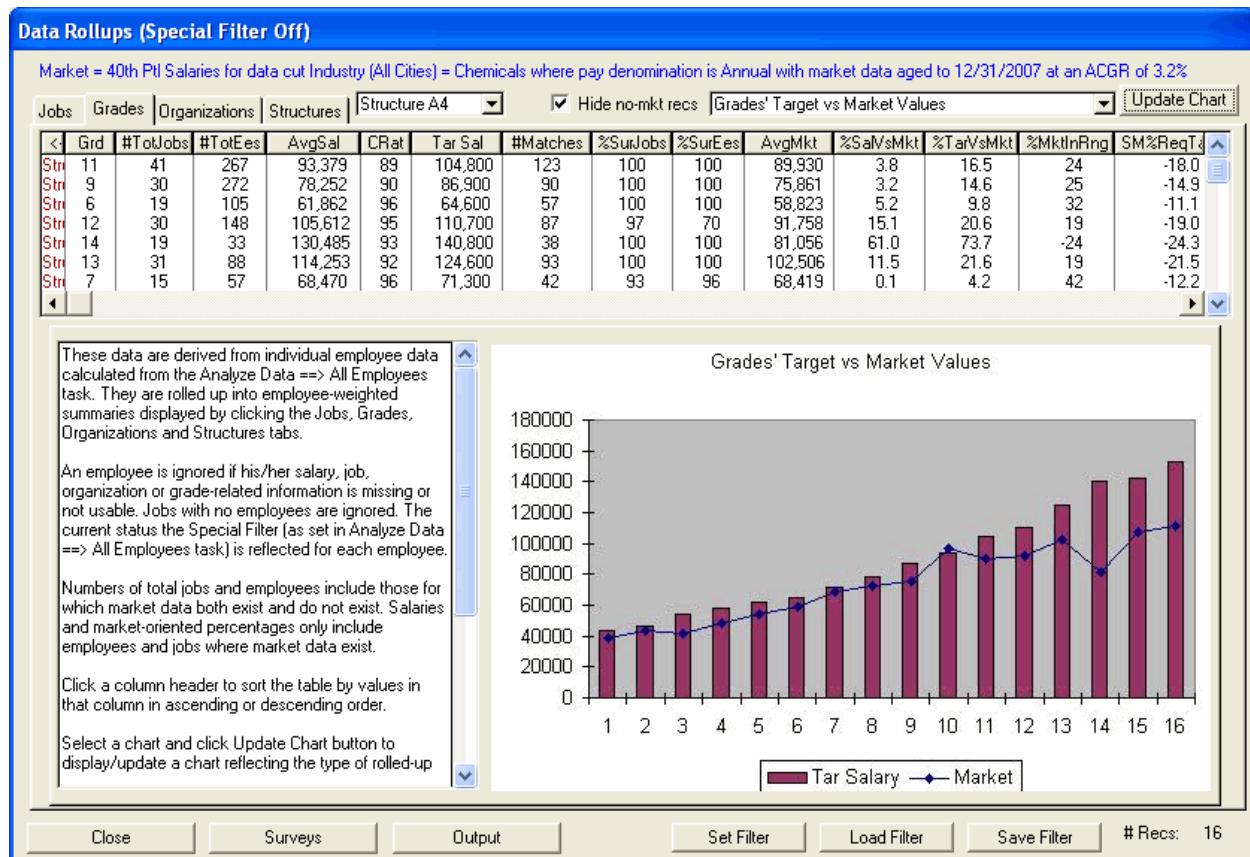 Data Rollups (Special Filter Off)
Market = 40th Ptl Salaries for data cut Industry (All Cities) = Chemicals where pay denomination is Annual with market data aged to 12/31/2007 at an ACGR of 3.2%
Jobs Grades Organizations Structures Structure A4 Hide no-mkt recs Grades' Target vs Market Values Update Chart
<- Grd #TotJobs #TotEes AvgSal CRat Tar Sal #Matches %SurJobs %SurEes AvgMkt %SalVsMkt %TarVsMkt %MktInRng SM%ReqTa
Stru 11 41 267 93,379 89 104,800 123 100 100 89,930 3.8 16.5 24 -18.0
Stru 9 30 272 78,252 90 86,900 90 100 100 75,861 3.2 14.6 25 -14.9
Stru 6 19 105 61,862 96 64,600 57 100 100 58,823 5.2 9.8 32 -11.1
Stru 12 30 148 105,612 95 110,700 87 97 70 91,758 15.1 20.6 19 -19.0
Stru 14 19 33 130,485 93 140,800 38 100 100 81,056 61.0 73.7 -24 -24.3
Stru 13 31 88 114,253 92 124,600 93 100 100 102,506 11.5 21.6 19 -21.5
Stru 7 15 57 68,470 96 71,300 42 93 96 68,419 0.1 4.2 42 -12.2
These data are derived from individual employee data
calculated from the Analyze Data ==> All Employees
task. They are rolled up into employee-weighted
summaries displayed by clicking the Jobs, Grades,
Organizations and Structures tabs.
An employee is ignored if his/her salary, job,
organization or grade-related information is missing or
not usable. Jobs with no employees are ignored. The
current status the Special Filter (as set in Analyze Data
==> All Employees task) is reflected for each employee.
Numbers of total jobs and employees include those for
which market data both exist and do not exist. Salaries
and market-oriented percentages only include
employees and jobs where market data exist.
Click a column header to sort the table by values in
that column in ascending or descending order.
Select a chart and click Update Chart button to
display/update a chart reflecting the type of rolled-up
Grades' Target vs Market Values
180000
160000
140000
120000
100000
80000
60000
40000
20000
0
1 2 3 4 5 6 7 8 9 10 11 12 13 14 15 16
Tar Salary Market
Close Surveys Output Set Filter Load Filter Save Filter # Recs: 16